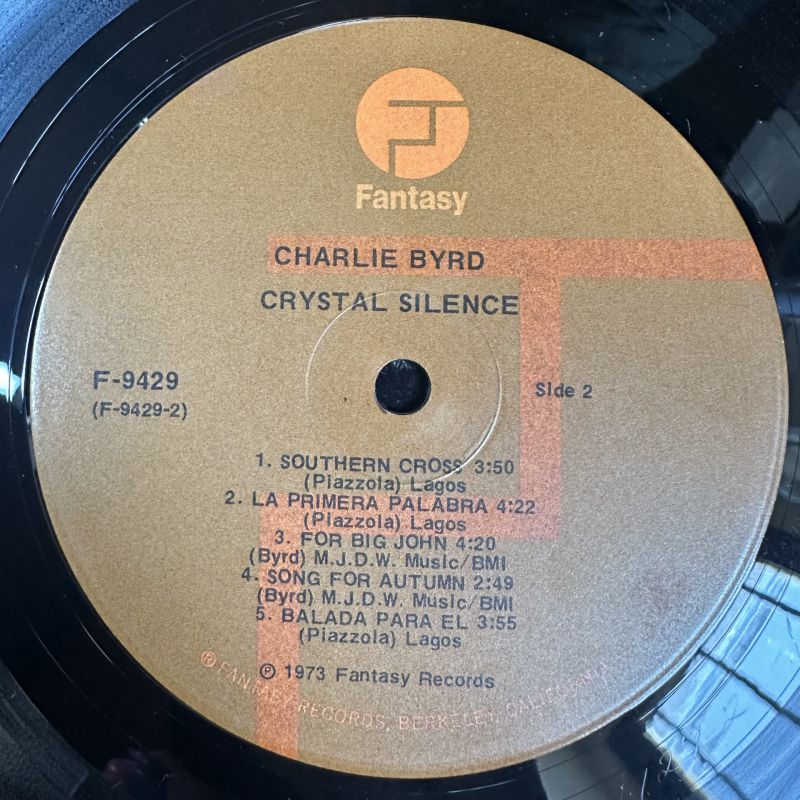 Fantasy
CHARLIE BYRD
CRYSTAL SILENCE
F-9429
(F-9429-2)
Side 2
1. SOUTHERN CROSS 3:50
(Piazzola) Lagos
2. LA PRIMERA PALABRA 4:22
(Piazzola) Lagos
3. FOR BIG JOHN 4:20
(Byrd) M.J.D.W. Music/BMI
4. SONG FOR AUTUMN 2:49
(Byrd) M.J.D.W. Music/BMI
5. BALADA PARA EL 3:55
(Piazzola) Lagos
℗ 1973 Fantasy Records
® FANTASY RECORDS, BERKELEY, CALIFORNIA